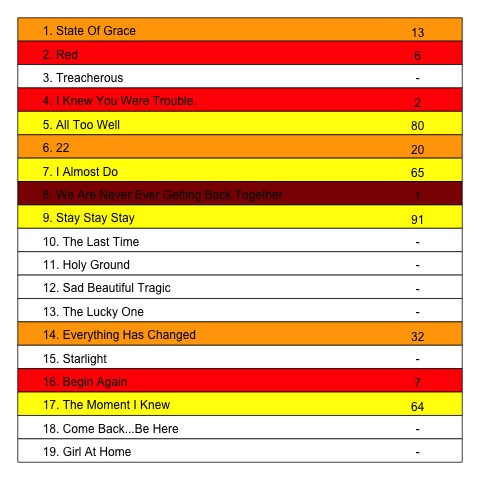 1. State Of Grace 13
2. Red 6
3. Treacherous -
4. I Knew You Were Trouble. 2
5. All Too Well 80
6. 22 20
7. I Almost Do 65
8. We Are Never Ever Getting Back Together 1
9. Stay Stay Stay 91
10. The Last Time -
11. Holy Ground -
12. Sad Beautiful Tragic -
13. The Lucky One -
14. Everything Has Changed 32
15. Starlight -
16. Begin Again 7
17. The Moment I Knew 64
18. Come Back...Be Here -
19. Girl At Home -